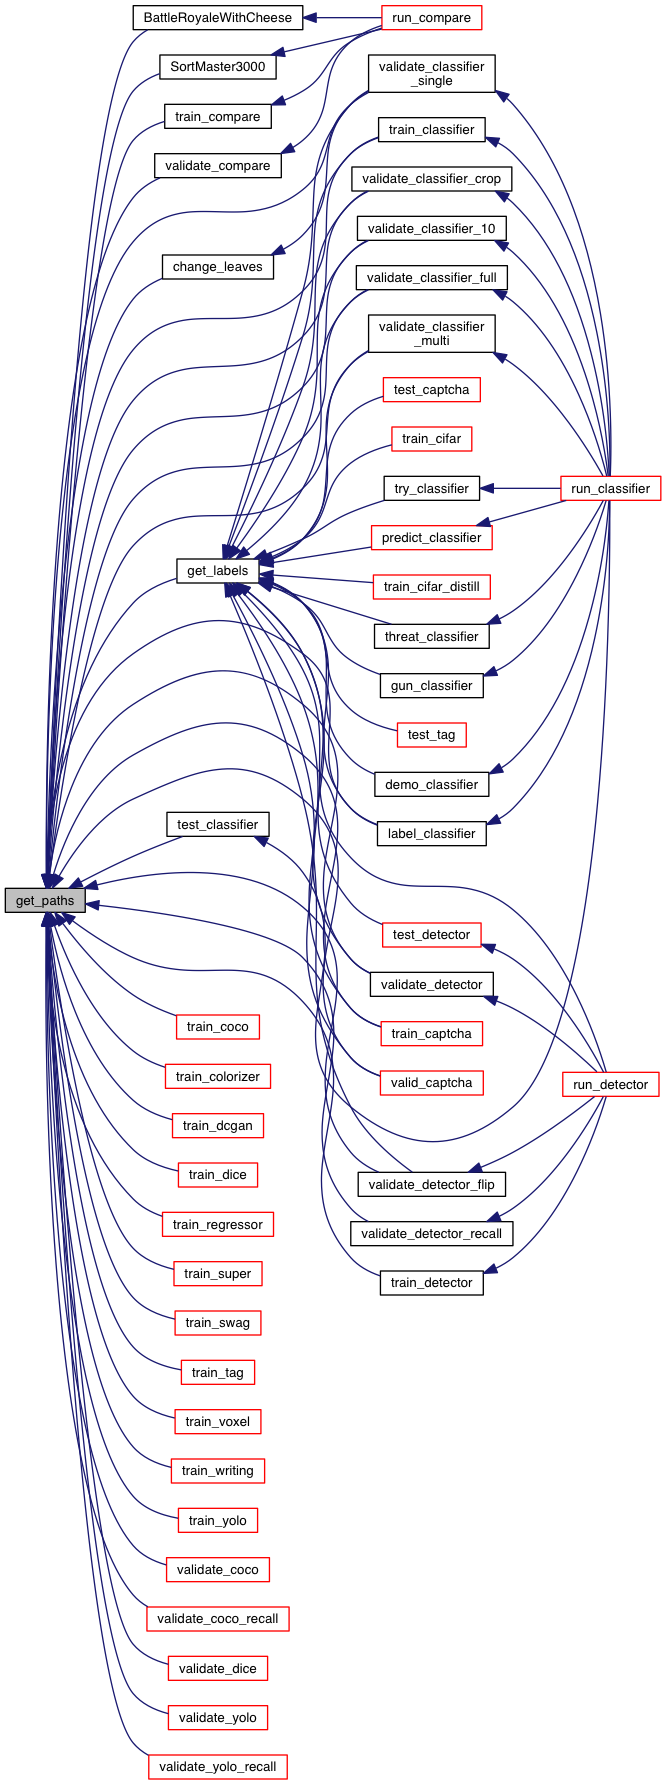 BattleRoyaleWithCheese
run_compare
SortMaster3000
validate_classifier
_single
train_compare
train_classifier
validate_compare
validate_classifier_crop
validate_classifier_10
change_leaves
validate_classifier_full
validate_classifier
_multi
test_captcha
train_cifar
try_classifier
run_classifier
predict_classifier
get_labels
train_cifar_distill
threat_classifier
gun_classifier
test_tag
demo_classifier
test_classifier
label_classifier
get_paths
test_detector
validate_detector
train_coco
train_captcha
train_colorizer
valid_captcha
run_detector
train_dcgan
train_dice
validate_detector_flip
train_regressor
validate_detector_recall
train_super
train_detector
train_swag
train_tag
train_voxel
train_writing
train_yolo
validate_coco
validate_coco_recall
validate_dice
validate_yolo
validate_yolo_recall